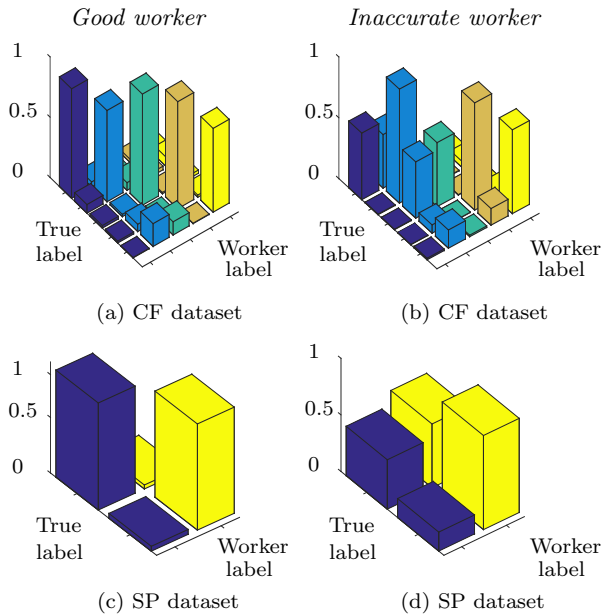 Good worker
Inaccurate worker
1
0.5
0
True
label
Worker
label
(a) CF dataset
1
0.5
0
True
label
Worker
label
(b) CF dataset
1
0.5
0
True
label
Worker
label
(c) SP dataset
1
0.5
0
True
label
Worker
label
(d) SP dataset